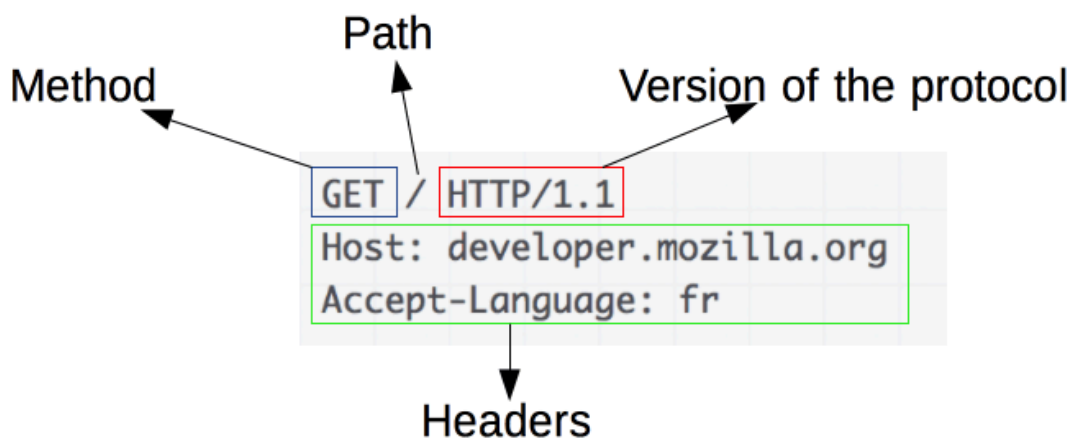 Path
Method
Version of the protocol
GET / HTTP/1.1
Host: developer.mozilla.org
Accept-Language: fr
Headers